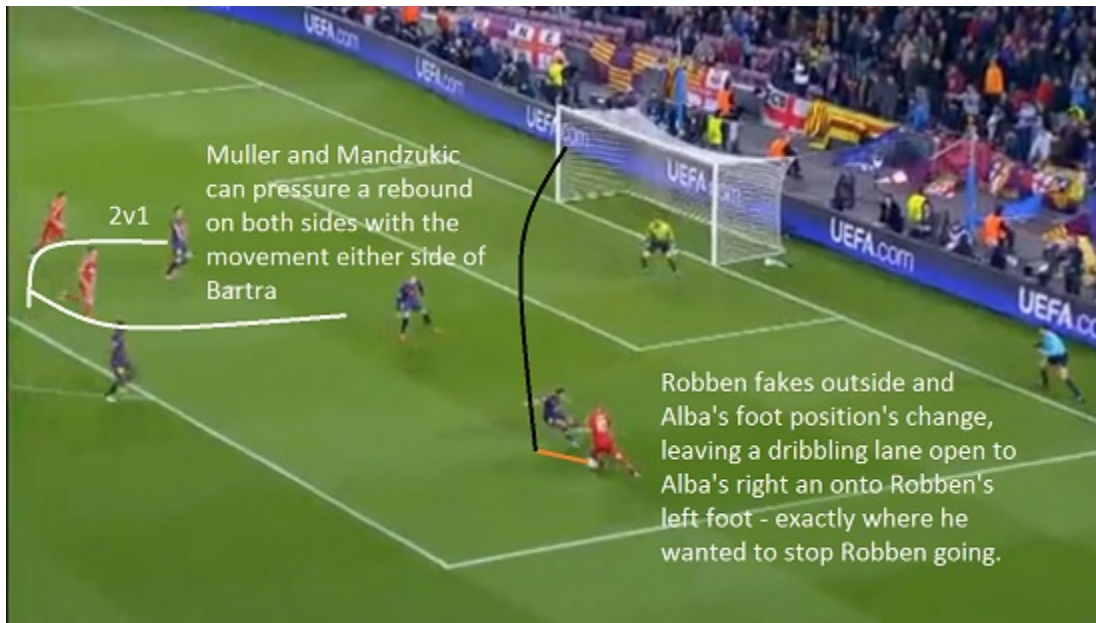 UEFA.com
UEFA.com
UEFA.com
UEFA.com
UEFA.com
Muller and Mandzukic
can pressure a rebound
on both sides with the
movement either side of
Bartra
2v1
Robben fakes outside and
Alba's foot position's change,
leaving a dribbling lane open to
Alba's right an onto Robben's
left foot - exactly where he
wanted to stop Robben going.